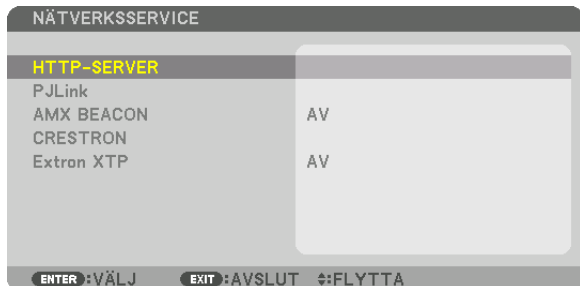 NÄTVERKSSERVICE
HTTP-SERVER
PJLink
AMX BEACON AV
CRESTRON
Extron XTP AV
ENTER:VÄLJ EXIT:AVSLUT ♦:FLYTTA